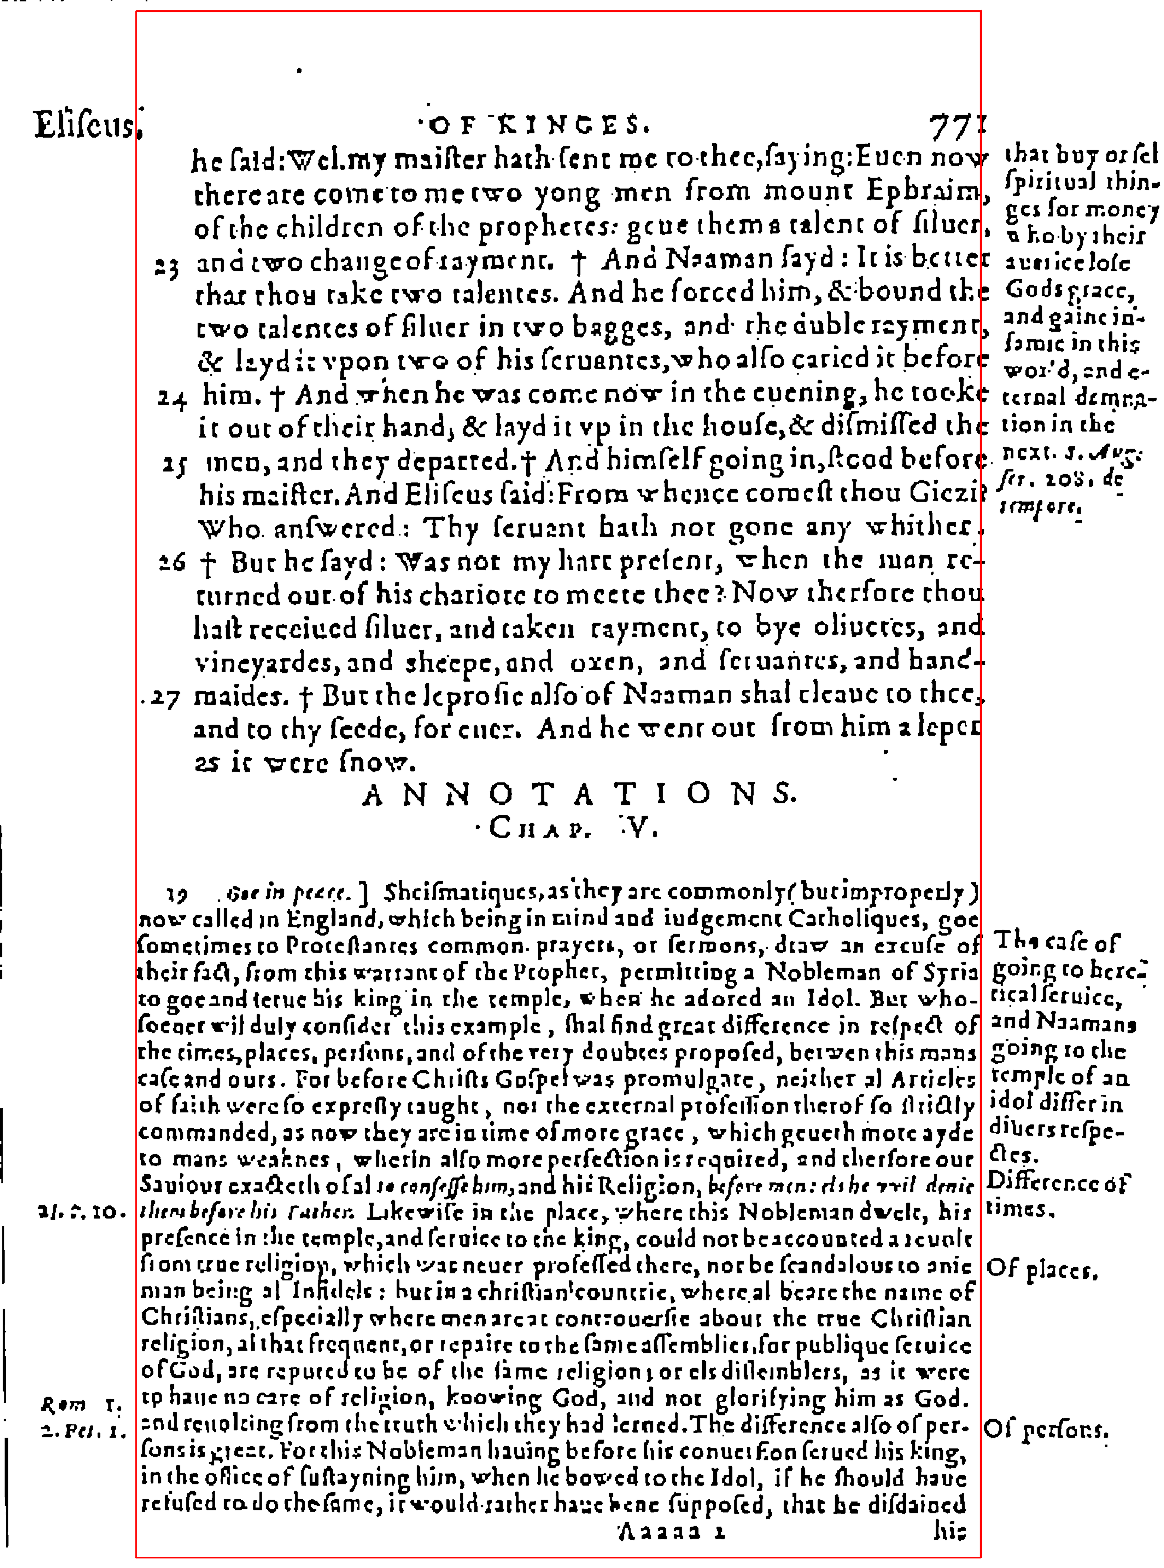 Eliſeus.
OF KINGES.
771
he ſaid: Wel. my maiſter hath ſent me to thee, ſaying: Euen now
there are come to me two yong men from mount Ephraim,
of the children of the prophetes: geue them a talent of ſiluer,
23 and two change of rayment. † And Naaman ſayd: It is better
that thou take two talentes. And he forced him, & bound the
two talentes of ſiluer in two bagges, and the duble rayment,
& layd it vpon two of his ſeruantes, who alſo caried it before
24 him. † And when he was come now in the euening, he tooke
it out of their hand, & layd it vp in the houſe, & diſmiſſed the
25 men, and they departed. † And himſelf going in, ſtood before
his maiſter. And Eliſeus ſaid: From whence comeſt thou Giezi?
Who anſwered: Thy ſeruant hath not gone any whither.
26 † But he ſayd: Was not my hart preſent, when the man re-
turned out of his chariote to meete thee? Now therfore thou
haſt receiued ſiluer, and taken rayment, to bye oliuetes, and
vineyardes, and sheepe, and oxen, and ſeruantes, and hand-
27 maides. † But the leproſie alſo of Naaman shal cleaue to thee,
and to thy ſeede, for euer. And he went out from him a leper
as it were ſnow.
that buy or ſel
ſpiritual thin-
ges for money
who by their
auarice loſe
Gods grace,
and gaine in-
famie in this
world, and e-
ternal damna-
tion in the
next. S. Aug.
ſer. 208. de
tempore.
ANNOTATIONS.
CHAP. V.
19 Goe in peace. ] Sheiſmatiques, as they are commonly (but improperly)
now called in England, which being in mind and iudgement Catholiques, goe
ſometimes to Proteſtantes common prayers, or ſermons, draw an excuſe of
their fact, from this warrant of the Prophet, permitting a Nobleman of Syria
to goe and ſerue his king in the temple, when he adored an Idol. But who-
ſoeuer wil duly conſider this example, ſhal find great difference in reſpect of
the times, places, perſons, and of the very doubtes propoſed, betwen this mans
caſe and ours. For before Chriſts Goſpel was promulgate, neither al Articles
of faith were ſo expreſly taught, nor the external profeſſion therof ſo ſtrictly
commanded, as now they are in time of more grace, which geueth more ayde
to mans weaknes, wherin alſo more perfection is required, and therfore our
Sauiour exacteth of al to confeſſe him, and his Religion, before men: els he wil denie
them before his Father. Likewiſe in the place, where this Nobleman dwelt, his
preſence in the temple, and ſeruice to the king, could not be accounted a reuolt
from true religion, which was neuer profeſſed there, nor be ſcandalous to anie
man being al Infidels: but in a chriſtian countrie, where al beare the name of
Chriſtians, eſpecially where men are at controuerſie about the true Chriſtian
religion, al that frequent, or repaire to the ſame aſſemblies, for publique ſeruice
of God, are reputed to be of the ſame religion; or els diſſemblers, as it were
to haue no care of religion, knowing God, and not glorifying him as God.
and reuolting from the truth which they had lerned. The difference alſo of per-
ſons is great. For this Nobleman hauing before his conuerſion ſerued his king,
in the office of ſuſtayning him, when he bowed to the Idol, if he ſhould haue
refuſed to do the ſame, it would rather haue bene ſuppoſed, that he diſdained
The caſe of
going to here-
tical ſeruice,
and Naamans
going to the
temple of an
idol differ in
diuers reſpe-
ctes.
Difference of
times.
Of places.
Of perſons.
10.
Rom 1.
2. Pet. 1.
Aaaaa 1
his